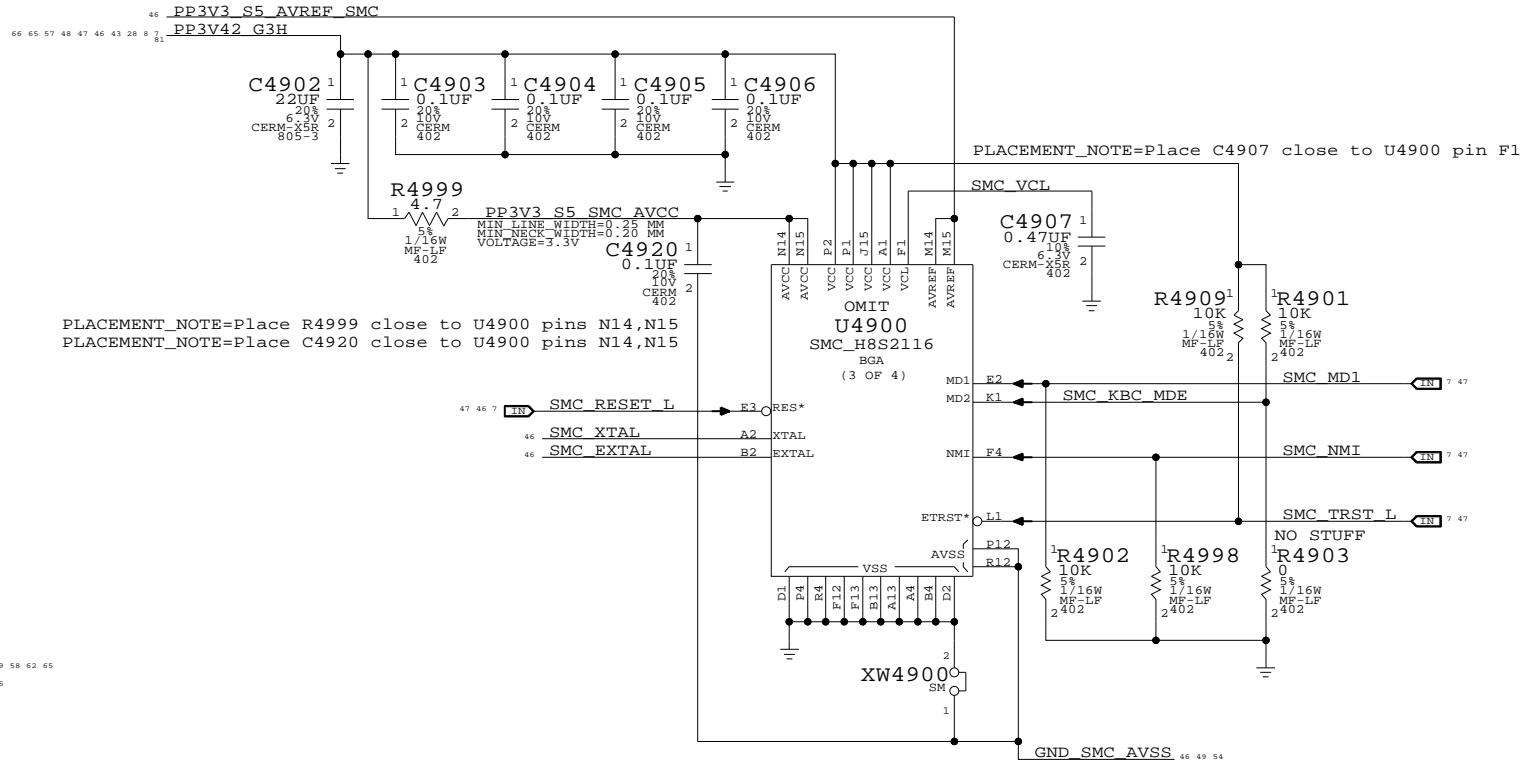 46 PP3V3_S5_AVREF_SMC
66 65 57 48 47 46 43 28 8 7 PP3V42_G3H
81
C4902 1
22UF
20%
6.3V
CERM-X5R 2
805-3
1 C4903
0.1UF
20%
10V
2 CERM
402
1 C4904
0.1UF
20%
10V
2 CERM
402
1 C4905
0.1UF
20%
10V
2 CERM
402
1 C4906
0.1UF
20%
10V
2 CERM
402
PLACEMENT_NOTE=Place C4907 close to U4900 pin F1
R4999
4.7
1 2
5%
1/16W
MF-LF
402
PP3V3_S5_SMC_AVCC
MIN_LINE_WIDTH=0.25 MM
MIN_NECK_WIDTH=0.20 MM
VOLTAGE=3.3V
C4920 1
0.1UF
20%
10V
CERM 2
402
SMC_VCL
C4907 1
0.47UF
10%
6.3V
CERM-X5R 2
402
N14 N15 P2 P1 J15 A1 F1 M14 M15
AVCC AVCC VCC VCC VCC VCC VCL AVREF AVREF
OMIT
U4900
SMC_H8S2116
BGA
(3 OF 4)
R4909 1
10K
5%
1/16W
MF-LF
402 2
1 R4901
10K
5%
1/16W
MF-LF
2 402
PLACEMENT_NOTE=Place R4999 close to U4900 pins N14,N15
PLACEMENT_NOTE=Place C4920 close to U4900 pins N14,N15
MD1 E2 SMC_MD1 IN 7 47
MD2 K1 SMC_KBC_MDE
47 46 7 IN SMC_RESET_L E3 RES*
46 SMC_XTAL A2 XTAL
46 SMC_EXTAL B2 EXTAL
NMI F4 SMC_NMI IN 7 47
ETRST* L1 SMC_TRST_L IN 7 47
NO STUFF
AVSS P12
R12
VSS
D1 P4 R4 F12 F13 B13 A13 A4 B4 D2
1 R4902
10K
5%
1/16W
MF-LF
2 402
1 R4998
10K
5%
1/16W
MF-LF
2 402
1 R4903
0
5%
1/16W
MF-LF
2 402
58 62 65
2
XW4900
SM
1
GND_SMC_AVSS 46 49 54